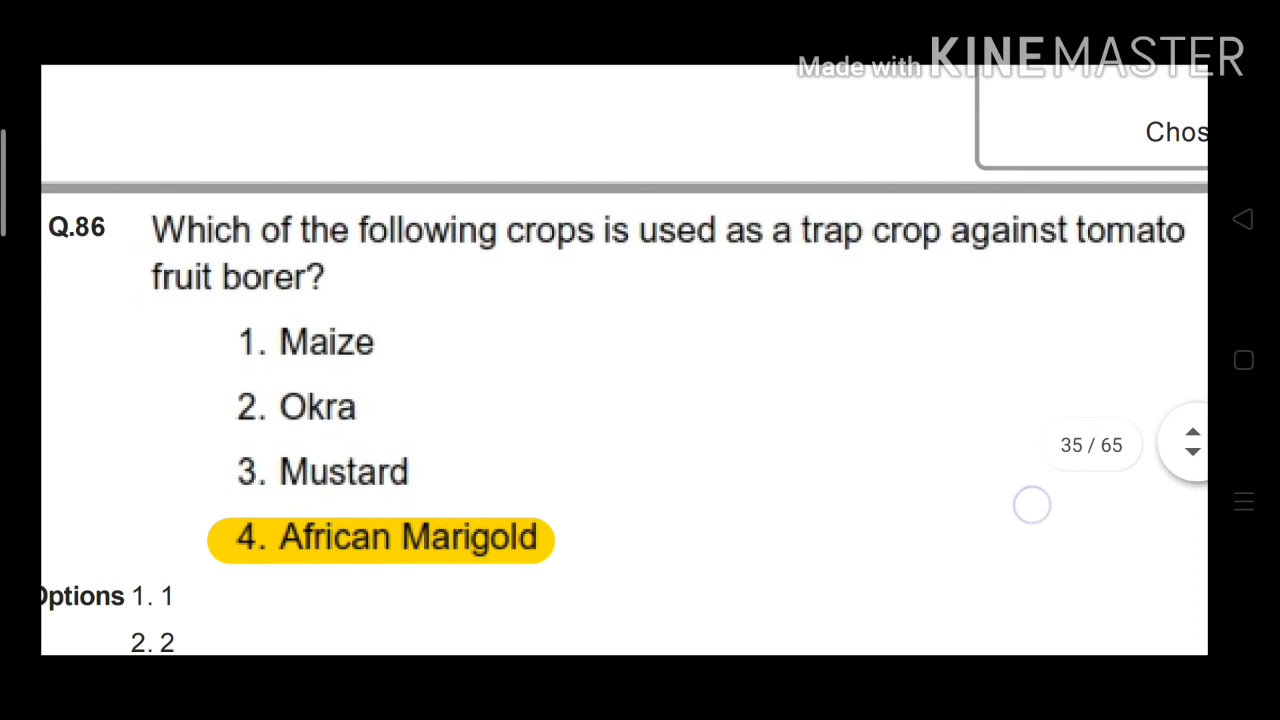 Made with KINEMASTER
Chos
Q.86 Which of the following crops is used as a trap crop against tomato
fruit borer?
1. Maize
2. Okra
3. Mustard
4. African Marigold
35 / 65
ptions 1. 1
2. 2